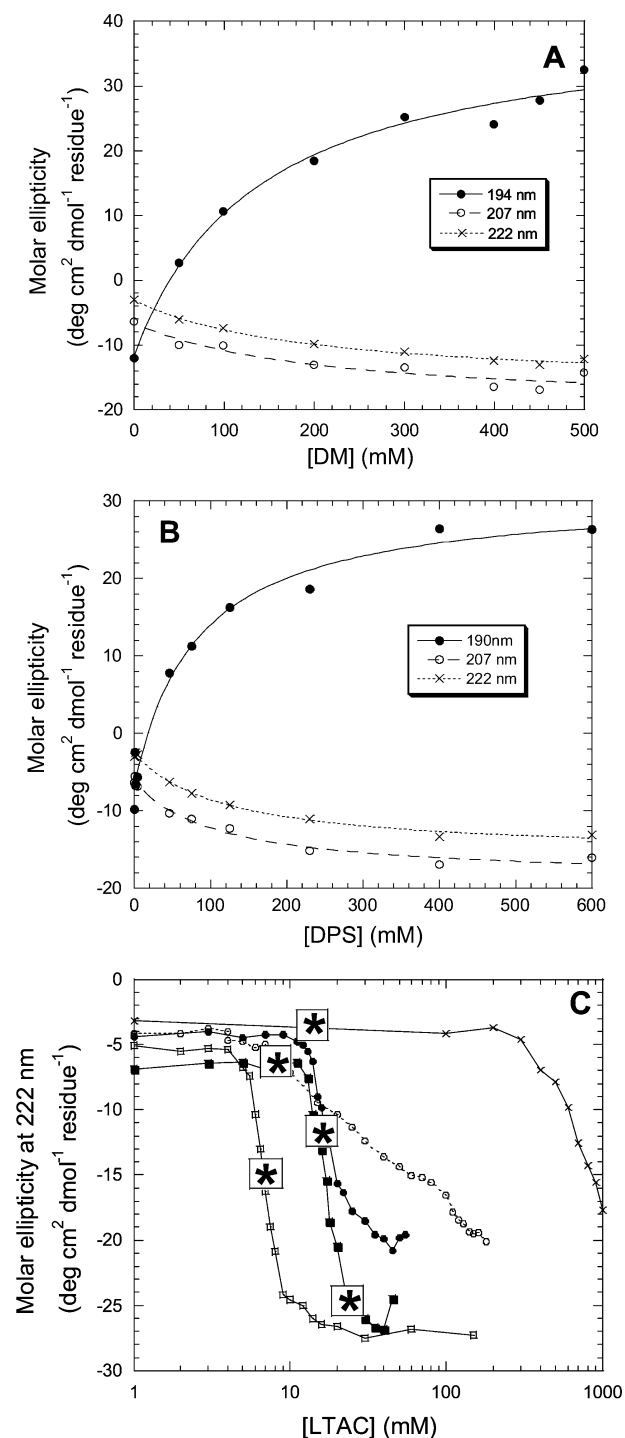 A
Molar ellipticity
(deg cm² dmol⁻¹ residue⁻¹)
40
30
20
10
0
-10
-20
194 nm
207 nm
222 nm
0 100 200 300 400 500
[DM] (mM)
B
Molar ellipticity
(deg cm² dmol⁻¹ residue⁻¹)
30
20
10
0
-10
-20
190nm
207 nm
222 nm
0 100 200 300 400 500 600
[DPS] (mM)
C
Molar ellipticity at 222 nm
(deg cm² dmol⁻¹ residue⁻¹)
0
-5
-10
-15
-20
-25
-30
* * * * *
1 10 100 1000
[LTAC] (mM)